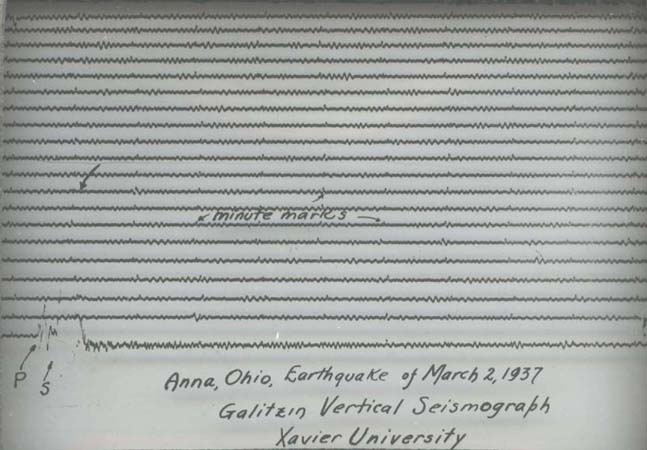 minute marks
P
S
Anna, Ohio, Earthquake of March 2, 1937
Galitzin Vertical Seismograph
Xavier University